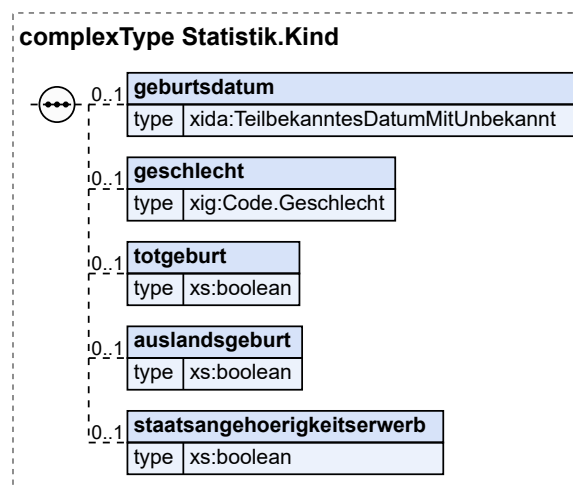 complexType Statistik.Kind
0..1 geburtsdatum
type xida:TeilbekanntesDatumMitUnbekannt
0..1 geschlecht
type xig:Code.Geschlecht
0..1 totgeburt
type xs:boolean
0..1 auslandsgeburt
type xs:boolean
0..1 staatsangehoerigkeitserwerb
type xs:boolean